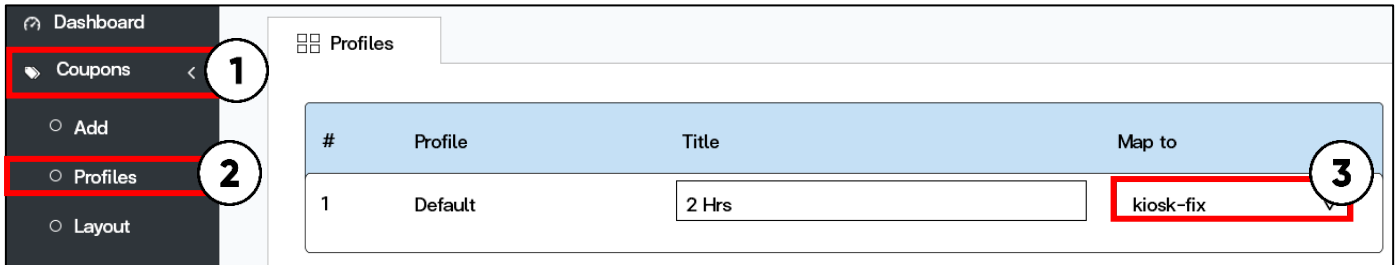 Dashboard
Coupons
1
Add
Profiles
2
Layout
Profiles
# Profile Title Map to
1 Default 2 Hrs kiosk-fix
3